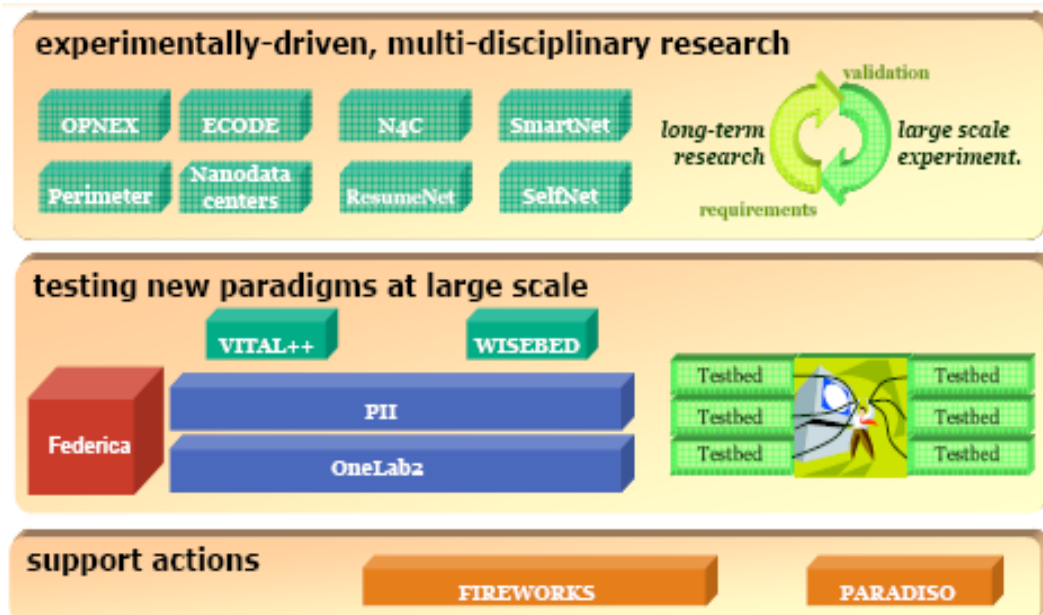 experimentally-driven, multi-disciplinary research
OPNEX
ECODE
N4C
SmartNet
Perimeter
Nanodata
centers
ResumeNet
SelfNet
validation
long-term
research
large scale
experiment.
requirements
testing new paradigms at large scale
VITAL++
WISEBED
Federica
PII
OneLab2
Testbed
Testbed
Testbed
Testbed
Testbed
Testbed
support actions
FIREWORKS
PARADISO